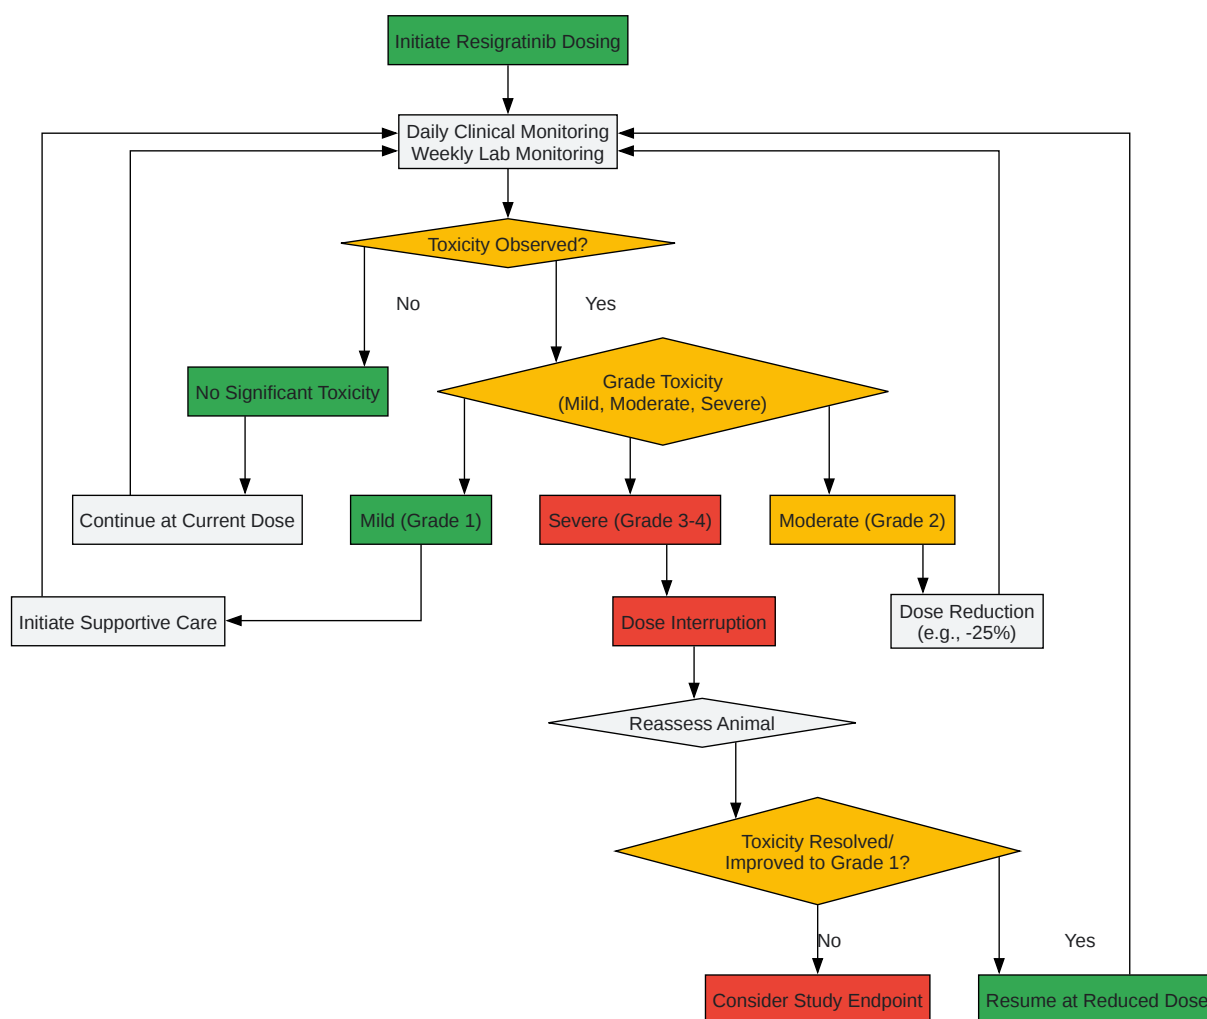 Initiate Resigratinib Dosing
Daily Clinical Monitoring
Weekly Lab Monitoring
Toxicity Observed?
No
Yes
No Significant Toxicity
Grade Toxicity
(Mild, Moderate, Severe)
Continue at Current Dose
Mild (Grade 1)
Severe (Grade 3-4)
Moderate (Grade 2)
Initiate Supportive Care
Dose Interruption
Dose Reduction
(e.g., -25%)
Reassess Animal
Toxicity Resolved/
Improved to Grade 1?
No
Yes
Consider Study Endpoint
Resume at Reduced Dose